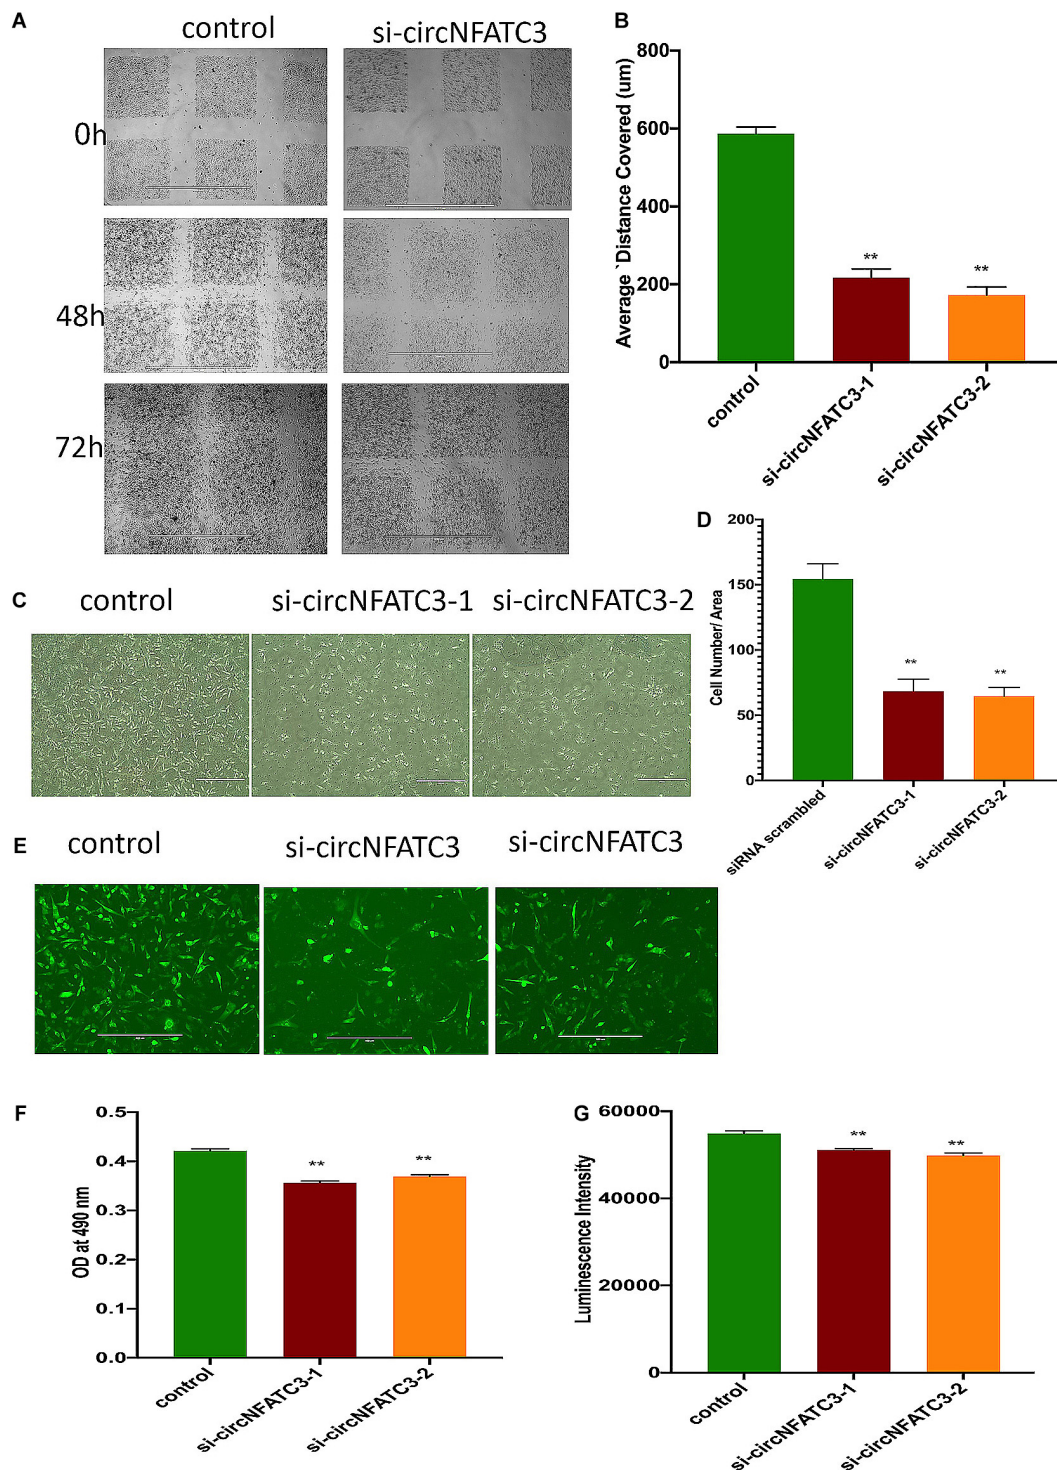 A
control
si-circNFATC3
0h
48h
72h
B
Average `Distance Covered (um)
800
600
400
200
0
**
**
control
si-circNFATC3-1
si-circNFATC3-2
C
control
si-circNFATC3-1
si-circNFATC3-2
D
Cell Number/ Area
200
150
100
50
0
**
**
siRNA scrambled
si-circNFATC3-1
si-circNFATC3-2
E
control
si-circNFATC3
si-circNFATC3
F
OD at 490 nm
0.5
0.4
0.3
0.2
0.1
0.0
**
**
control
si-circNFATC3-1
si-circNFATC3-2
G
Luminescence Intensity
60000
40000
20000
0
**
**
control
si-circNFATC3-1
si-circNFATC3-2